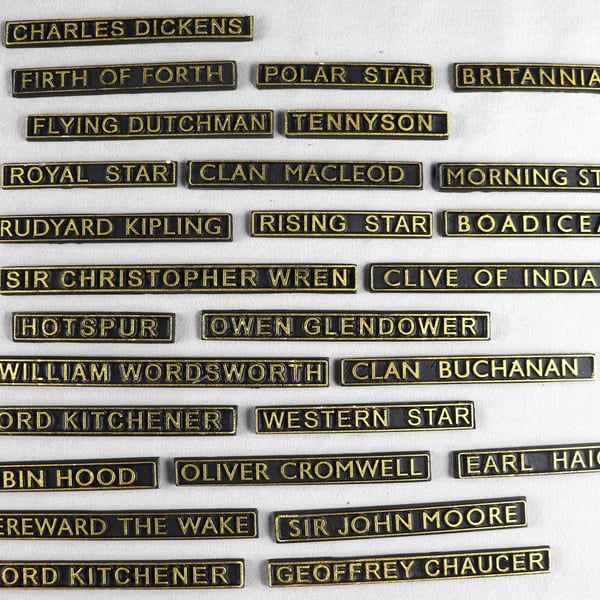 CHARLES DICKENS
FIRTH OF FORTH POLAR STAR BRITANNIA
FLYING DUTCHMAN TENNYSON
ROYAL STAR CLAN MACLEOD MORNING ST
RUDYARD KIPLING RISING STAR BOADICEA
SIR CHRISTOPHER WREN CLIVE OF INDIA
HOTSPUR OWEN GLENDOWER
WILLIAM WORDSWORTH CLAN BUCHANAN
ORD KITCHENER WESTERN STAR
BIN HOOD OLIVER CROMWELL EARL HAIG
EREWARD THE WAKE SIR JOHN MOORE
ORD KITCHENER GEOFFREY CHAUCER